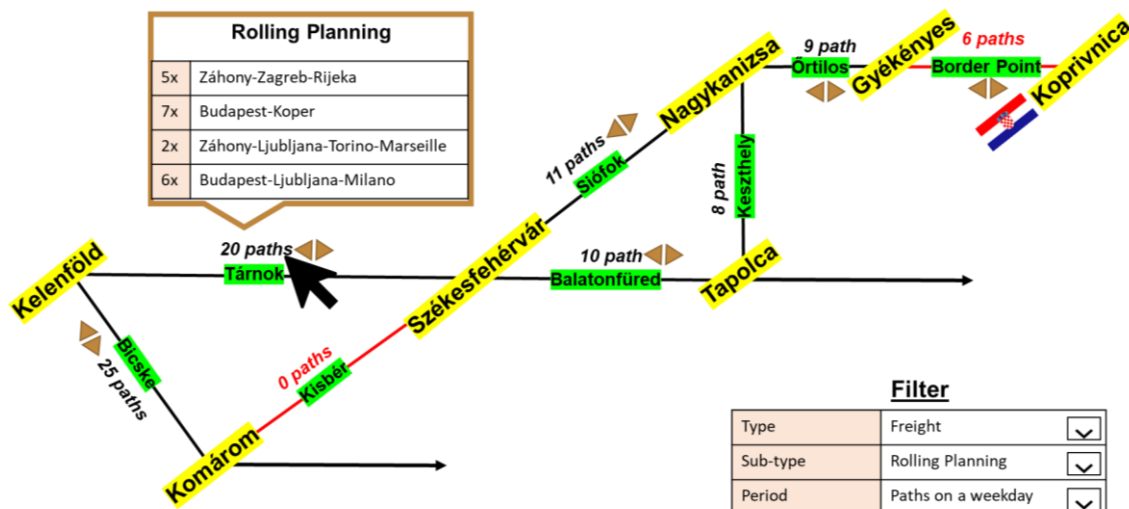 Rolling Planning
5x Záhony-Zagreb-Rijeka
7x Budapest-Koper
2x Záhony-Ljubljana-Torino-Marseille
6x Budapest-Ljubljana-Milano
9 path
6 paths
Őrtilos
Gyékényes
Border Point
Koprivnica
Nagykanizsa
11 paths
Siófok
8 path
Keszthely
Székesfehérvár
20 paths
Tárnok
10 path
Balatonfüred
Tapolca
Kelenföld
Bicske
25 paths
0 paths
Kisbér
Komárom
Filter
Type Freight
Sub-type Rolling Planning
Period Paths on a weekday